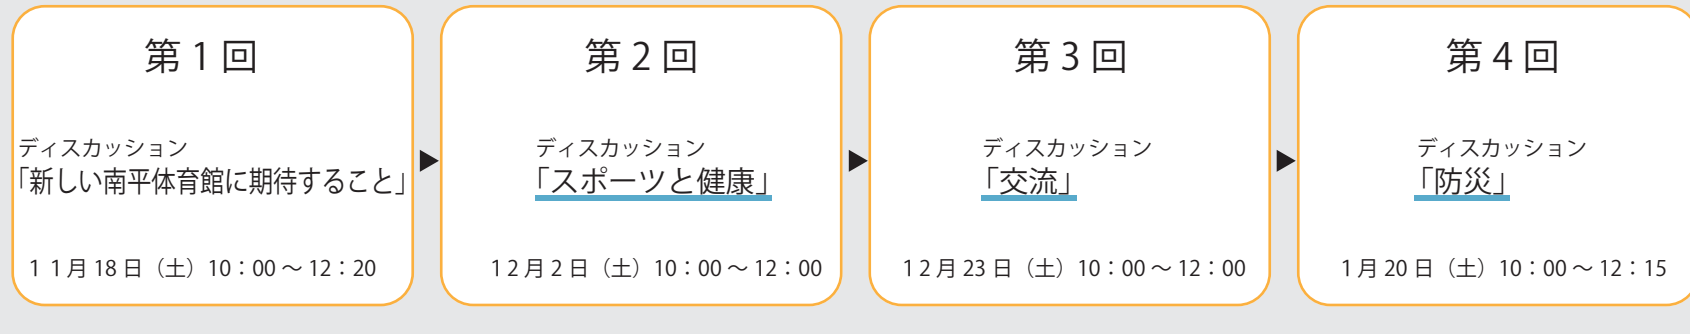 第1回
ディスカッション
「新しい南平体育館に期待すること」
11月18日（土）10：00～12：20
第2回
ディスカッション
「スポーツと健康」
12月2日（土）10：00～12：00
第3回
ディスカッション
「交流」
12月23日（土）10：00～12：00
第4回
ディスカッション
「防災」
1月20日（土）10：00～12：15